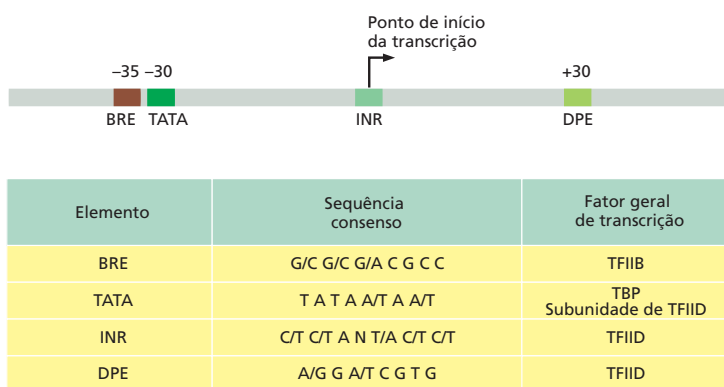 Ponto de início
da transcrição
–35 –30
+30
BRE TATA
INR
DPE
Elemento
Sequência
consenso
Fator geral
de transcrição
BRE
G/C G/C G/A C G C C
TFIIB
TATA
T A T A A/T A A/T
TBP
Subunidade de TFIID
INR
C/T C/T A N T/A C/T C/T
TFIID
DPE
A/G G A/T C G T G
TFIID